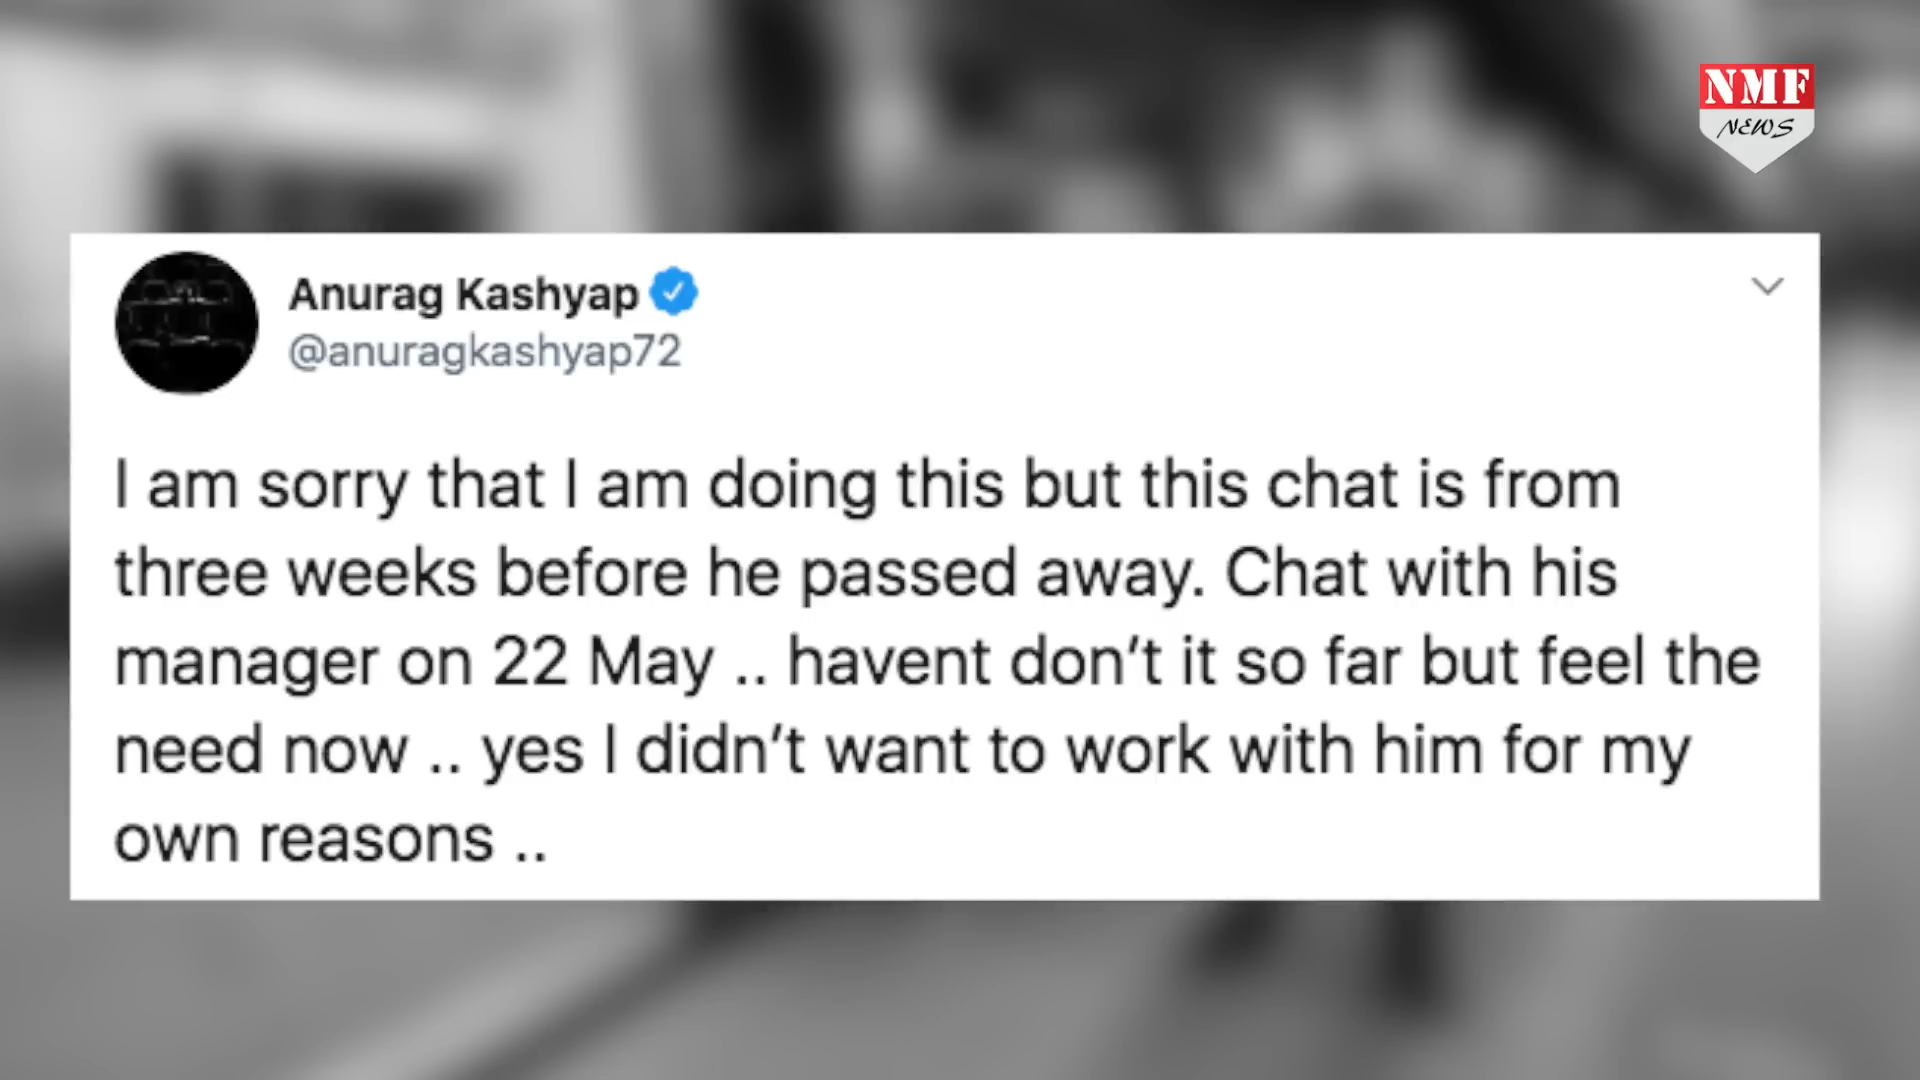 NMF
NEWS
Anurag Kashyap
@anuragkashyap72
I am sorry that I am doing this but this chat is from
three weeks before he passed away. Chat with his
manager on 22 May .. havent don’t it so far but feel the
need now .. yes I didn’t want to work with him for my
own reasons ..